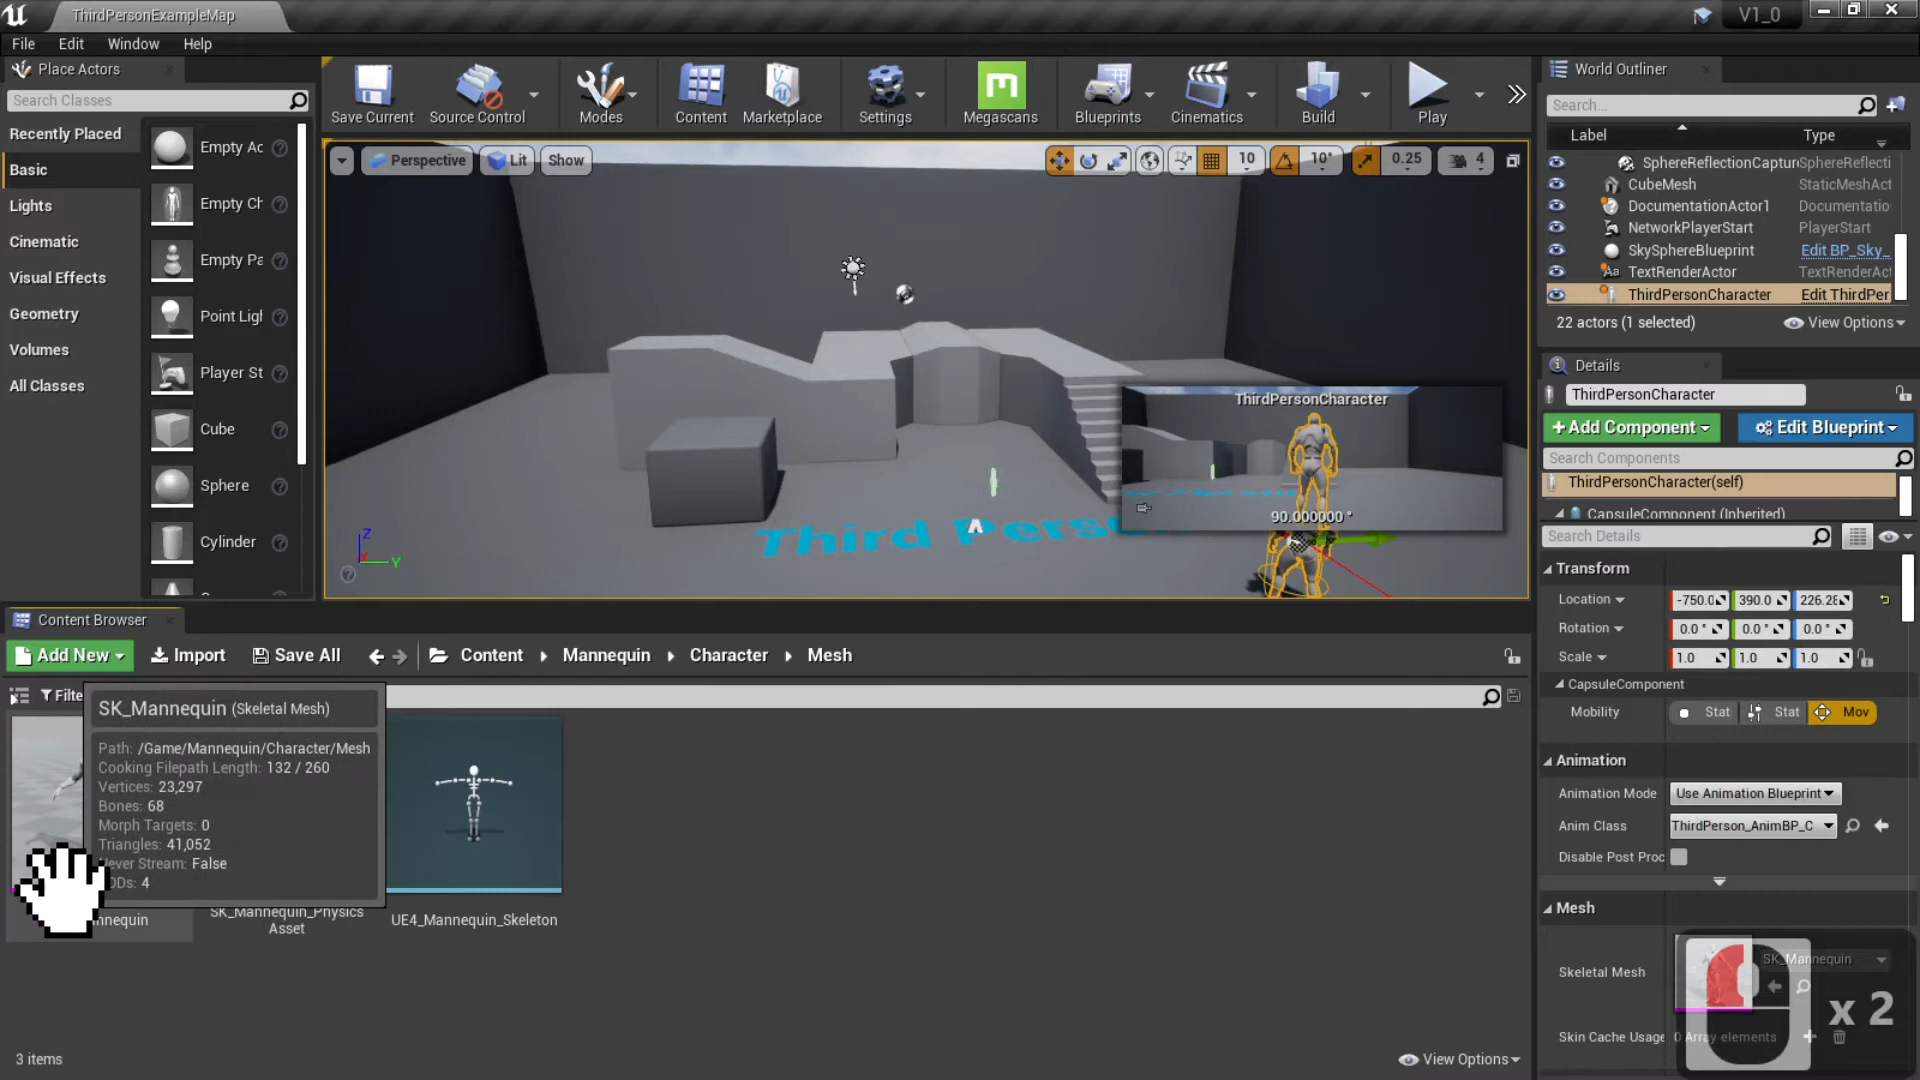 ThirdPersonExampleMap
V1_0
File Edit Window Help
Place Actors
Search Classes
Recently Placed
Basic
Lights
Cinematic
Visual Effects
Geometry
Volumes
All Classes
Empty Ac
Empty Ch
Empty Pa
Point Ligh
Player St
Cube
Sphere
Cylinder
Save Current
Source Control
Modes
Content
Marketplace
Settings
Megascans
Blueprints
Cinematics
Build
Play
Perspective
Lit
Show
10
10°
0.25
4
Third Perso
ThirdPersonCharacter
90.000000 °
Z
Y
World Outliner
Search...
Label Type
SphereReflectionCaptur SphereReflecti
CubeMesh StaticMeshAct
DocumentationActor1 Documentatio
NetworkPlayerStart PlayerStart
SkySphereBlueprint Edit BP_Sky_
TextRenderActor TextRenderAct
ThirdPersonCharacter Edit ThirdPer
22 actors (1 selected)
View Options
Details
ThirdPersonCharacter
+Add Component
Edit Blueprint
Search Components
ThirdPersonCharacter(self)
CapsuleComponent (Inherited)
Search Details
Transform
Location -750.0 390.0 226.28
Rotation 0.0 ° 0.0 ° 0.0 °
Scale 1.0 1.0 1.0
CapsuleComponent
Mobility Stat Stat Mov
Animation
Animation Mode Use Animation Blueprint
Anim Class ThirdPerson_AnimBP_C
Disable Post Proc
Mesh
Skeletal Mesh
SK_Mannequin
Skin Cache Usage 0 Array elements
x 2
Content Browser
Add New
Import
Save All
Content Mannequin Character Mesh
Filte
SK_Mannequin (Skeletal Mesh)
Path: /Game/Mannequin/Character/Mesh
Cooking Filepath Length: 132 / 260
Vertices: 23,297
Bones: 68
Morph Targets: 0
Triangles: 41,052
ever Stream: False
ODs: 4
nnequin
SK_Mannequin_Physics
Asset
UE4_Mannequin_Skeleton
3 items
View Options